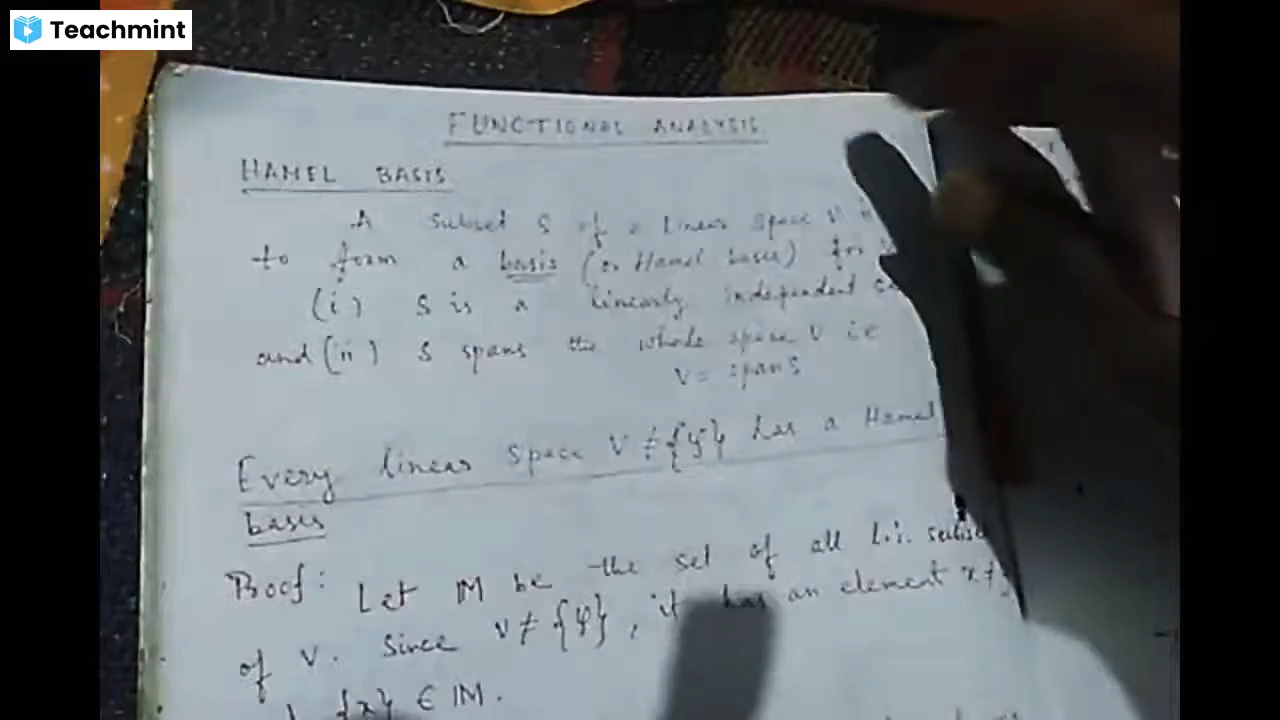 Teachmint
FUNCTIONAL ANALYSIS
HAMEL BASIS
A subset S of a linear space V
to form a basis (or Hamel basis) for
(i) S is a linearly independent
and (ii) S spans the whole space V i.e
V = span S
Every linear space V ≠ {φ} has a Hamel
basis
Proof: Let M be the set of all l.i.
of V. Since V ≠ {φ}, it has an element x ≠
{x} ∈ M.